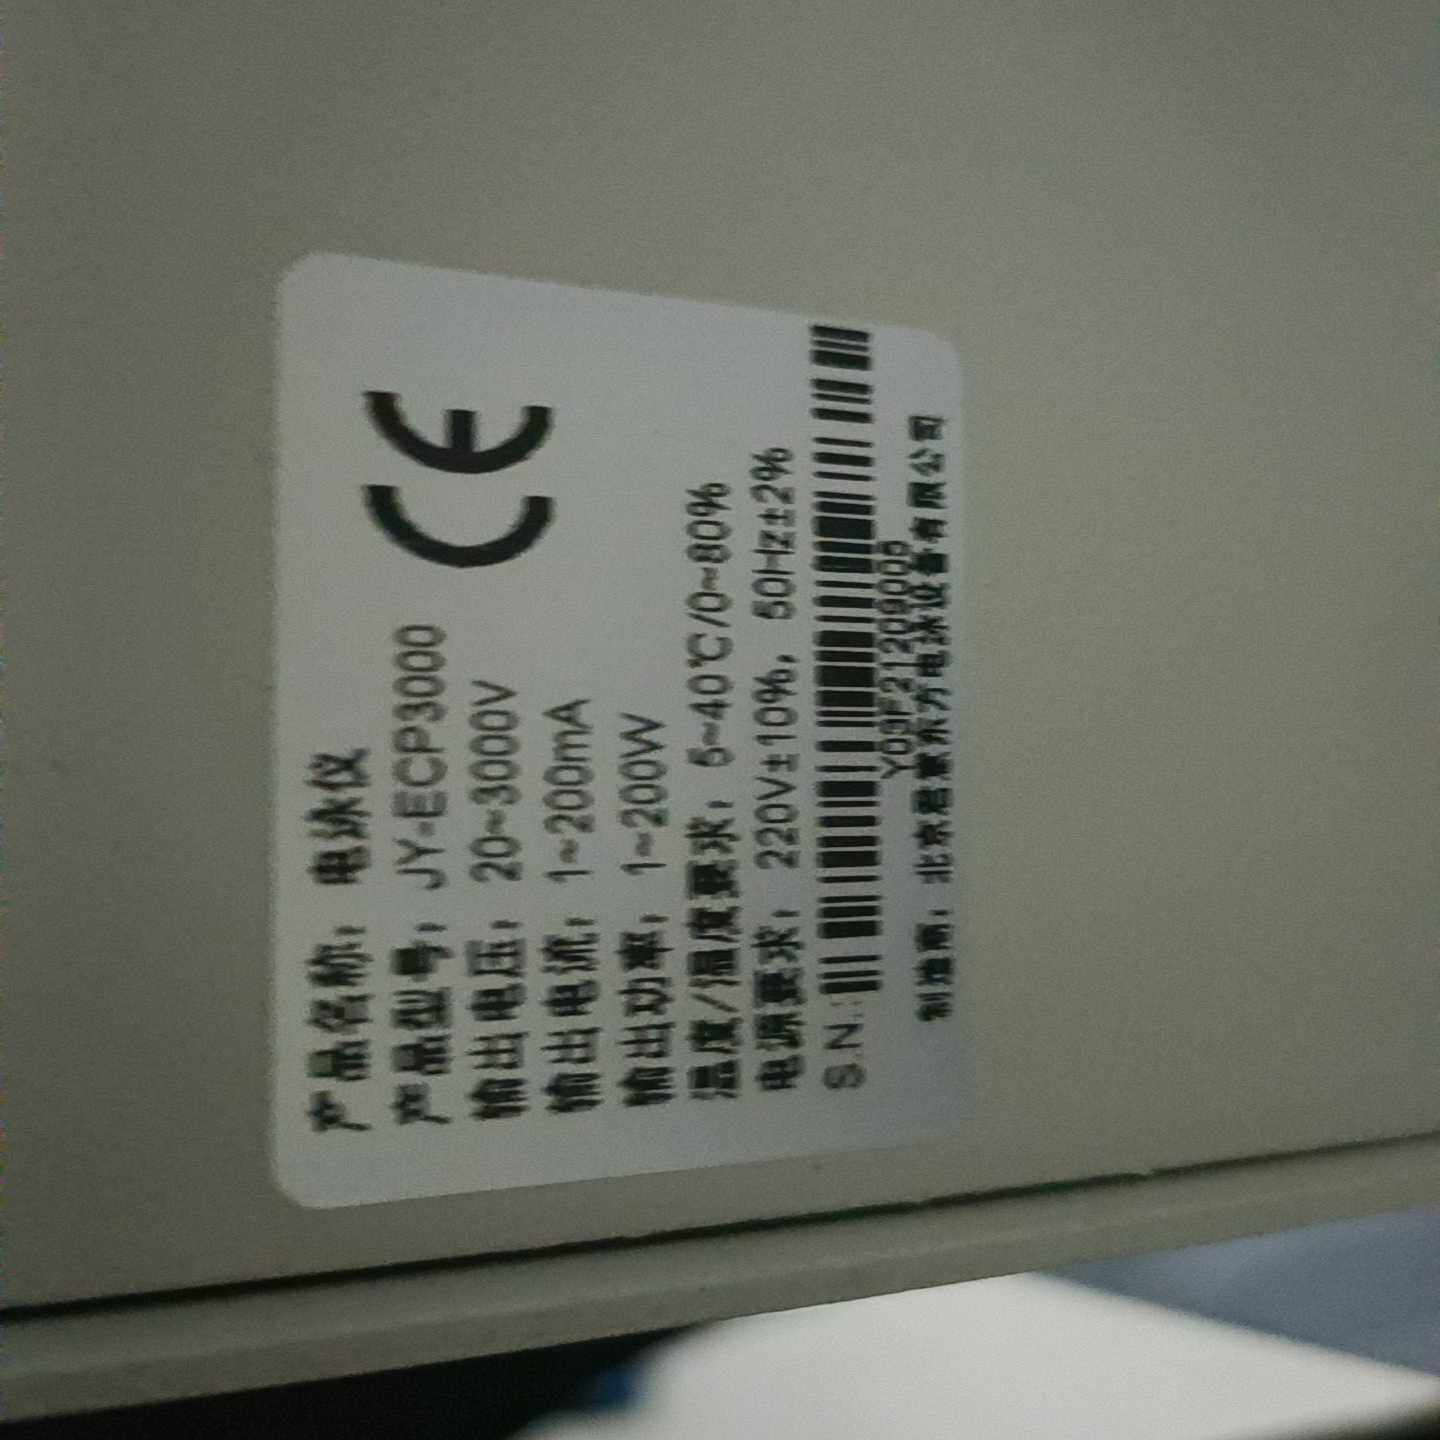 产品名称：电泳仪
产品型号：JY-ECP3000
CE
输出电压：20~3000V
输出电流：1~200mA
输出功率：1~200W
温度/湿度要求：5~40℃/0~80%
电源要求：220V±10%，50Hz±2%
S.N.:
Y03F2120900
制造商：北京君意东方电泳设备有限公司